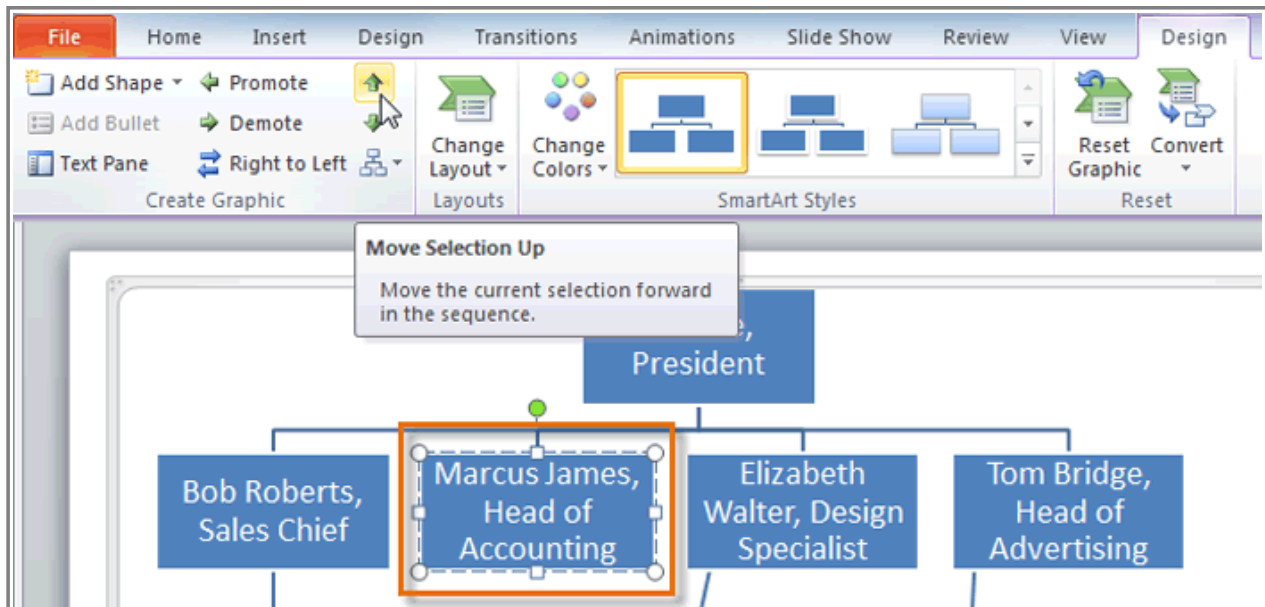 File Home Insert Design Transitions Animations Slide Show Review View Design
Add Shape Promote
Add Bullet Demote
Text Pane Right to Left
Create Graphic
Change
Layout
Layouts
Change
Colors
SmartArt Styles
Reset
Graphic
Convert
Reset
Move Selection Up
Move the current selection forward
in the sequence.
President
Bob Roberts,
Sales Chief
Marcus James,
Head of
Accounting
Elizabeth
Walter, Design
Specialist
Tom Bridge,
Head of
Advertising